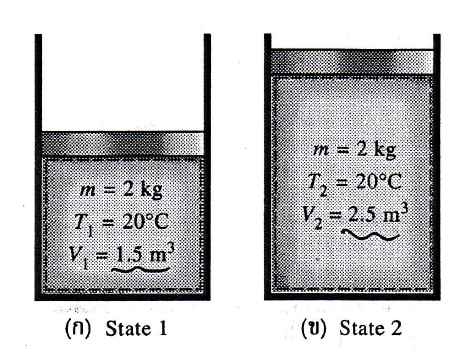 m = 2 kg
T₁ = 20°C
V₁ = 1.5 m³
(ก) State 1
m = 2 kg
T₂ = 20°C
V₂ = 2.5 m³
(ข) State 2